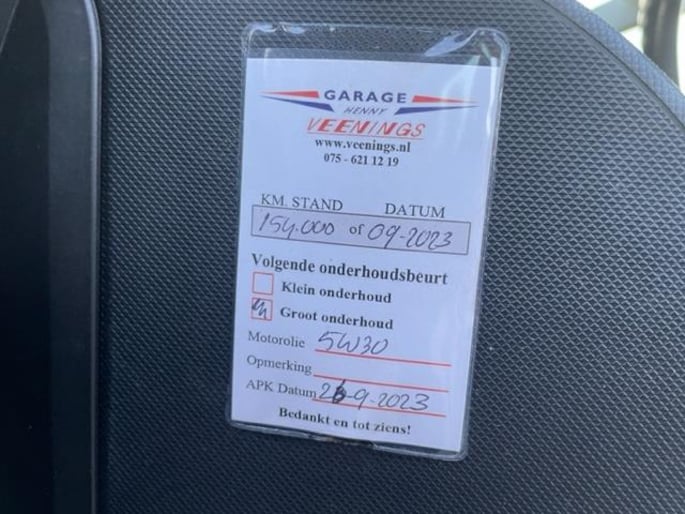 GARAGE
HENNY
VEENINGS
www.veenings.nl
075 - 621 12 19
KM. STAND DATUM
154.000 of 09-2023
Volgende onderhoudsbeurt
Klein onderhoud
Groot onderhoud
Motorolie 5W30
Opmerking
APK Datum 26-9-2023
Bedankt en tot ziens!